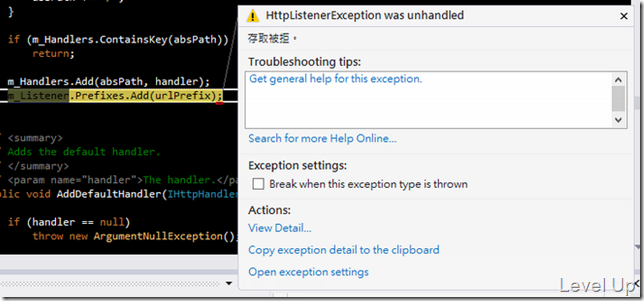 }
if (m_Handlers.ContainsKey(absPath))
return;
m_Handlers.Add(absPath, handler);
m_Listener.Prefixes.Add(urlPrefix);
<summary>
Adds the default handler.
</summary>
<param name="handler">The handler.</pa
lic void AddDefaultHandler(IHttpHandler
if (handler == null)
throw new ArgumentNullException(
HttpListenerException was unhandled
存取被拒。
Troubleshooting tips:
Get general help for this exception.
Search for more Help Online...
Exception settings:
Break when this exception type is thrown
Actions:
View Detail...
Copy exception detail to the clipboard
Open exception settings
Level Up